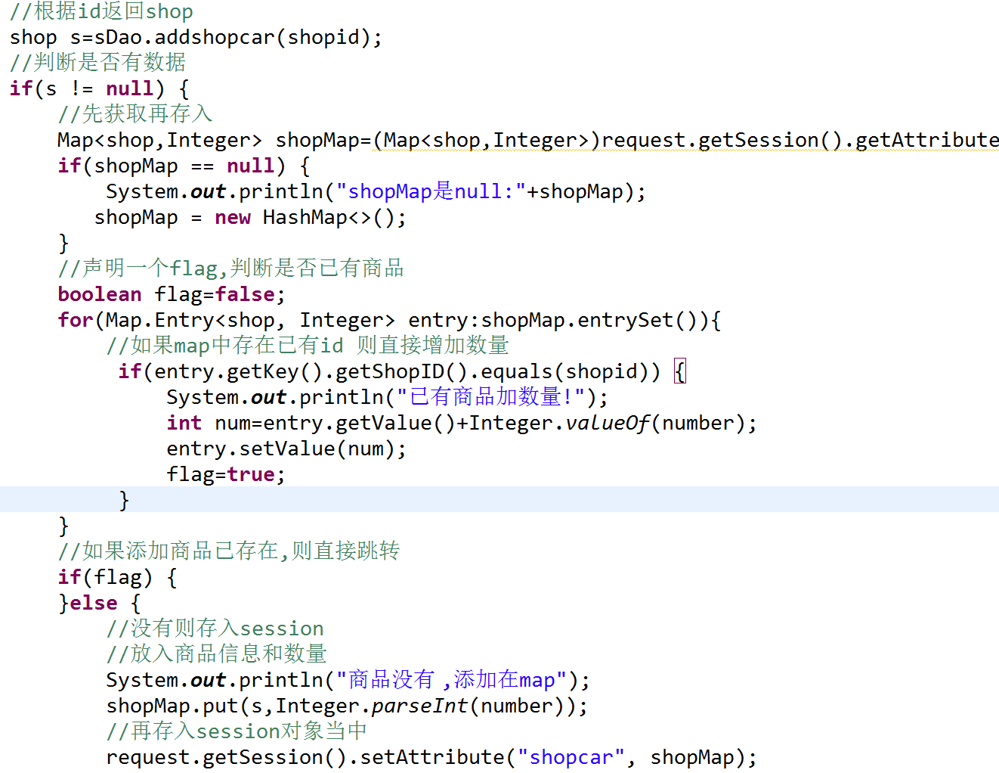 //根据id返回shop
shop s=sDao.addshopcar(shopid);
//判断是否有数据
if(s != null) {
//先获取再存入
Map<shop,Integer> shopMap=(Map<shop,Integer>)request.getSession().getAttribute
if(shopMap == null) {
System.out.println("shopMap是null:"+shopMap);
shopMap = new HashMap<>();
}
//声明一个flag,判断是否已有商品
boolean flag=false;
for(Map.Entry<shop, Integer> entry:shopMap.entrySet()){
//如果map中存在已有id 则直接增加数量
if(entry.getKey().getShopID().equals(shopid)) {
System.out.println("已有商品加数量!");
int num=entry.getValue()+Integer.valueOf(number);
entry.setValue(num);
flag=true;
}
}
//如果添加商品已存在,则直接跳转
if(flag) {
}else {
//没有则存入session
//放入商品信息和数量
System.out.println("商品没有 ,添加在map");
shopMap.put(s,Integer.parseInt(number));
//再存入session对象当中
request.getSession().setAttribute("shopcar", shopMap);